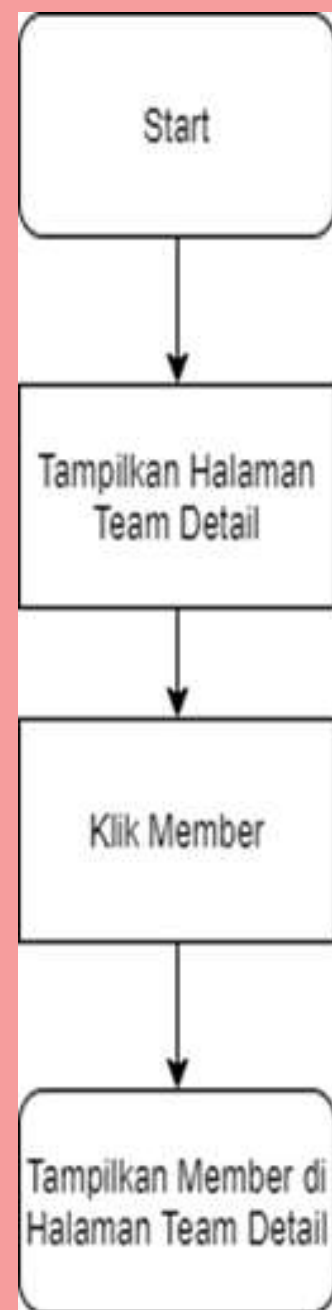 Start
Tampilkan Halaman
Team Detail
Klik Member
Tampilkan Member di
Halaman Team Detail